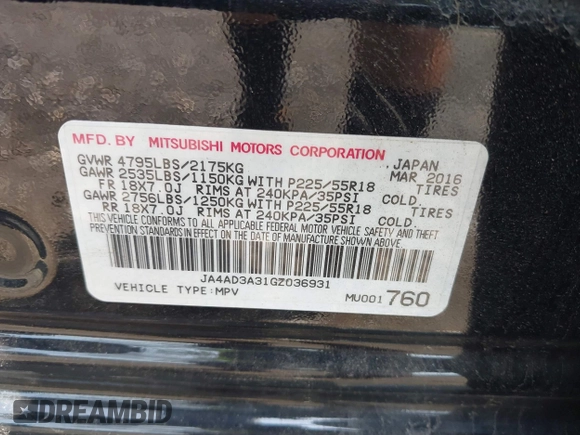 MFD. BY MITSUBISHI MOTORS CORPORATION
GVWR 4795LBS/2175KG JAPAN
GAWR 2535LBS/1150KG WITH P225/55R18 MAR 2016 TIRES
FR 18X7.0J RIMS AT 240KPA/35PSI COLD.
GAWR 2756LBS/1250KG WITH P225/55R18 TIRES
RR 18X7.0J RIMS AT 240KPA/35PSI COLD.
THIS VEHICLE CONFORMS TO ALL APPLICABLE FEDERAL MOTOR VEHICLE SAFETY AND THEFT
PREVENTION STANDARDS IN EFFECT ON THE DATE OF MANUFACTURE SHOWN ABOVE.
JA4AD3A31GZ036931
VEHICLE TYPE:MPV MU001 760
DREAMBID